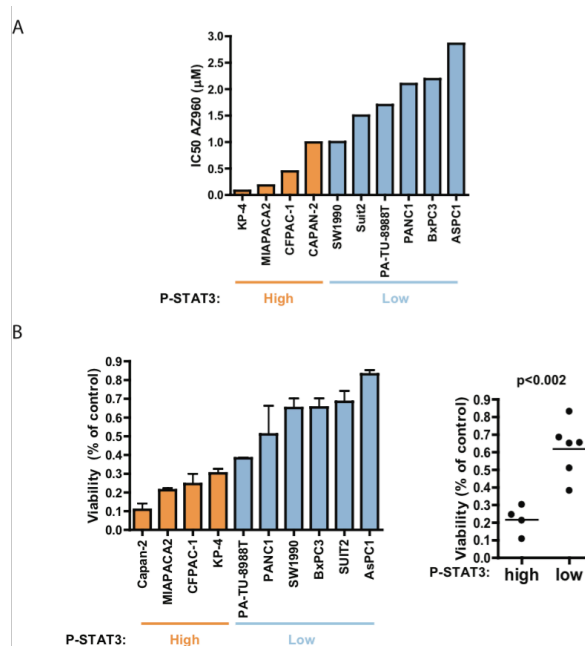 A
IC50 AZ960 (μM)
3.0
2.5
2.0
1.5
1.0
0.5
0.0
KP-4
MIAPACA2
CFPAC-1
CAPAN-2
SW1990
Suit2
PA-TU-8988T
PANC1
BxPC3
ASPC1
P-STAT3: High Low
B
Viability (% of control)
0.9
0.8
0.7
0.6
0.5
0.4
0.3
0.2
0.1
0.0
Capan-2
MIAPACA2
CFPAC-1
KP-4
PA-TU-8988T
PANC1
SW1990
BxPC3
SUIT2
AsPC1
P-STAT3: High Low
p<0.002
Viability (% of control)
0.9
0.8
0.7
0.6
0.5
0.4
0.3
0.2
0.1
0.0
P-STAT3: high low